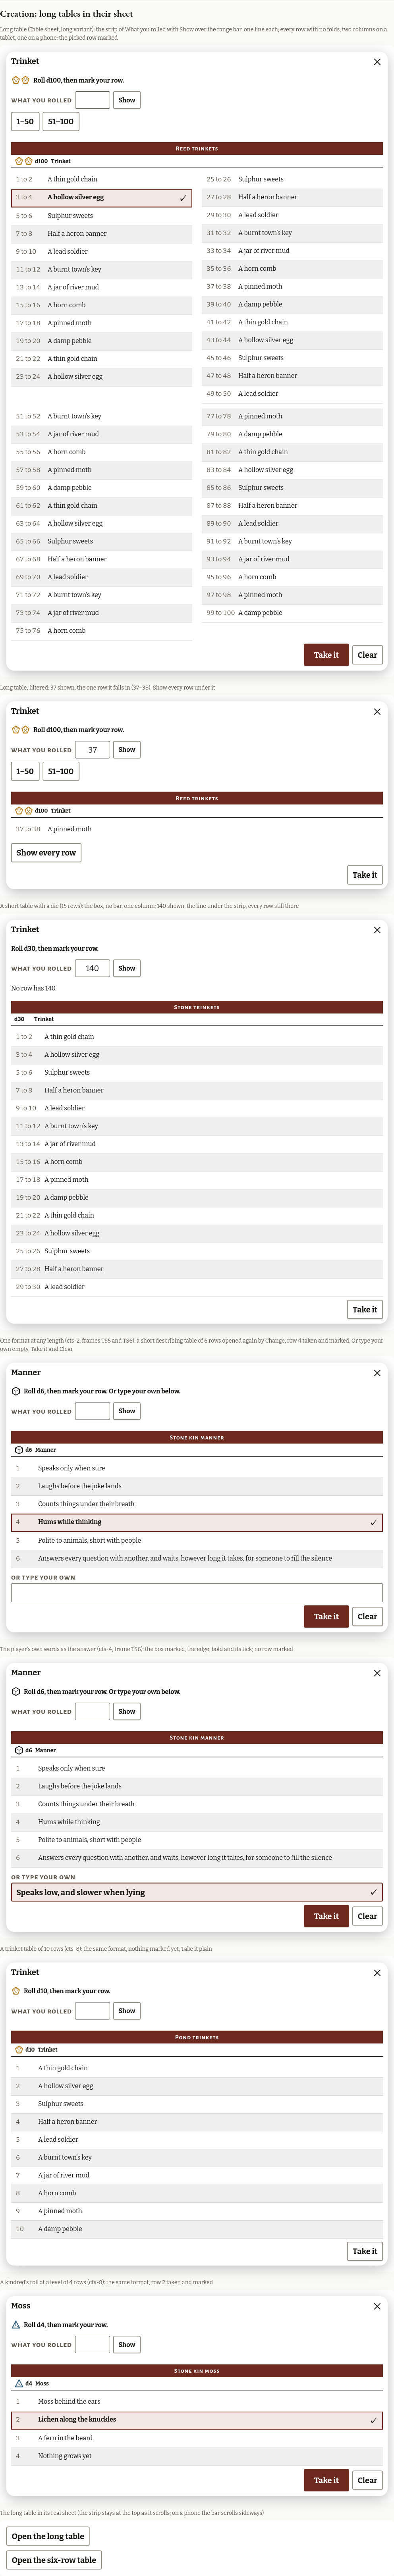 Creation: long tables in their sheet
Long table (Table sheet, long variant): the strip of What you rolled with Show over the range bar, one line each; every row with no folds; two columns on a
tablet, one on a phone; the picked row marked
Trinket
Roll d100, then mark your row.
WHAT YOU ROLLED
Show
1–50
51–100
REED TRINKETS
d100 Trinket
1 to 2 A thin gold chain
3 to 4 A hollow silver egg ✓
5 to 6 Sulphur sweets
7 to 8 Half a heron banner
9 to 10 A lead soldier
11 to 12 A burnt town's key
13 to 14 A jar of river mud
15 to 16 A horn comb
17 to 18 A pinned moth
19 to 20 A damp pebble
21 to 22 A thin gold chain
23 to 24 A hollow silver egg
25 to 26 Sulphur sweets
27 to 28 Half a heron banner
29 to 30 A lead soldier
31 to 32 A burnt town's key
33 to 34 A jar of river mud
35 to 36 A horn comb
37 to 38 A pinned moth
39 to 40 A damp pebble
41 to 42 A thin gold chain
43 to 44 A hollow silver egg
45 to 46 Sulphur sweets
47 to 48 Half a heron banner
49 to 50 A lead soldier
51 to 52 A burnt town's key
53 to 54 A jar of river mud
55 to 56 A horn comb
57 to 58 A pinned moth
59 to 60 A damp pebble
61 to 62 A thin gold chain
63 to 64 A hollow silver egg
65 to 66 Sulphur sweets
67 to 68 Half a heron banner
69 to 70 A lead soldier
71 to 72 A burnt town's key
73 to 74 A jar of river mud
75 to 76 A horn comb
77 to 78 A pinned moth
79 to 80 A damp pebble
81 to 82 A thin gold chain
83 to 84 A hollow silver egg
85 to 86 Sulphur sweets
87 to 88 Half a heron banner
89 to 90 A lead soldier
91 to 92 A burnt town's key
93 to 94 A jar of river mud
95 to 96 A horn comb
97 to 98 A pinned moth
99 to 100 A damp pebble
Take it
Clear
Long table, filtered: 37 shown, the one row it falls in (37–38), Show every row under it
Trinket
Roll d100, then mark your row.
WHAT YOU ROLLED 37 Show
1–50
51–100
REED TRINKETS
d100 Trinket
37 to 38 A pinned moth
Show every row
Take it
A short table with a die (15 rows): the box, no bar, one column; 140 shown, the line under the strip, every row still there
Trinket
Roll d30, then mark your row.
WHAT YOU ROLLED 140 Show
No row has 140.
STONE TRINKETS
d30 Trinket
1 to 2 A thin gold chain
3 to 4 A hollow silver egg
5 to 6 Sulphur sweets
7 to 8 Half a heron banner
9 to 10 A lead soldier
11 to 12 A burnt town's key
13 to 14 A jar of river mud
15 to 16 A horn comb
17 to 18 A pinned moth
19 to 20 A damp pebble
21 to 22 A thin gold chain
23 to 24 A hollow silver egg
25 to 26 Sulphur sweets
27 to 28 Half a heron banner
29 to 30 A lead soldier
Take it
One format at any length (cts-2, frames TS5 and TS6): a short describing table of 6 rows opened again by Change, row 4 taken and marked, Or type your
own empty, Take it and Clear
Manner
Roll d6, then mark your row. Or type your own below.
WHAT YOU ROLLED
Show
STONE KIN MANNER
d6 Manner
1 Speaks only when sure
2 Laughs before the joke lands
3 Counts things under their breath
4 Hums while thinking ✓
5 Polite to animals, short with people
6 Answers every question with another, and waits, however long it takes, for someone to fill the silence
OR TYPE YOUR OWN
Take it
Clear
The player's own words as the answer (cts-4, frame TS6): the box marked, the edge, bold and its tick; no row marked
Manner
Roll d6, then mark your row. Or type your own below.
WHAT YOU ROLLED
Show
STONE KIN MANNER
d6 Manner
1 Speaks only when sure
2 Laughs before the joke lands
3 Counts things under their breath
4 Hums while thinking
5 Polite to animals, short with people
6 Answers every question with another, and waits, however long it takes, for someone to fill the silence
OR TYPE YOUR OWN
Speaks low, and slower when lying ✓
Take it
Clear
A trinket table of 10 rows (cts-8): the same format, nothing marked yet, Take it plain
Trinket
Roll d10, then mark your row.
WHAT YOU ROLLED
Show
POND TRINKETS
d10 Trinket
1 A thin gold chain
2 A hollow silver egg
3 Sulphur sweets
4 Half a heron banner
5 A lead soldier
6 A burnt town's key
7 A jar of river mud
8 A horn comb
9 A pinned moth
10 A damp pebble
Take it
A kindred's roll at a level of 4 rows (cts-8): the same format, row 2 taken and marked
Moss
Roll d4, then mark your row.
WHAT YOU ROLLED
Show
STONE KIN MOSS
d4 Moss
1 Moss behind the ears
2 Lichen along the knuckles ✓
3 A fern in the beard
4 Nothing grows yet
Take it
Clear
The long table in its real sheet (the strip stays at the top as it scrolls; on a phone the bar scrolls sideways)
Open the long table
Open the six-row table